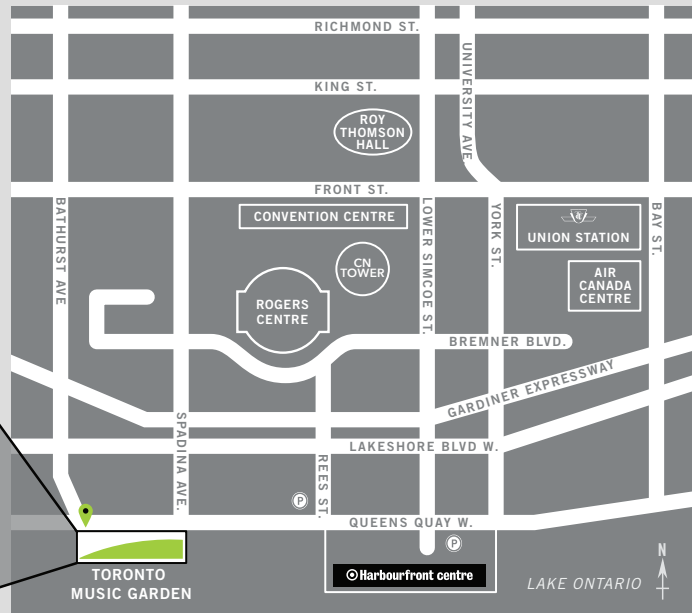 RICHMOND ST.
UNIVERSITY AVE.
KING ST.
ROY
THOMSON
HALL
FRONT ST.
BATHURST AVE
CONVENTION CENTRE
LOWER SIMCOE ST.
YORK ST.
UNION STATION
BAY ST.
CN
TOWER
AIR
CANADA
CENTRE
ROGERS
CENTRE
BREMNER BLVD.
GARDINER EXPRESSWAY
SPADINA AVE.
LAKESHORE BLVD W.
REES ST.
P
QUEENS QUAY W.
P
N
Harbourfront centre
LAKE ONTARIO
TORONTO
MUSIC GARDEN